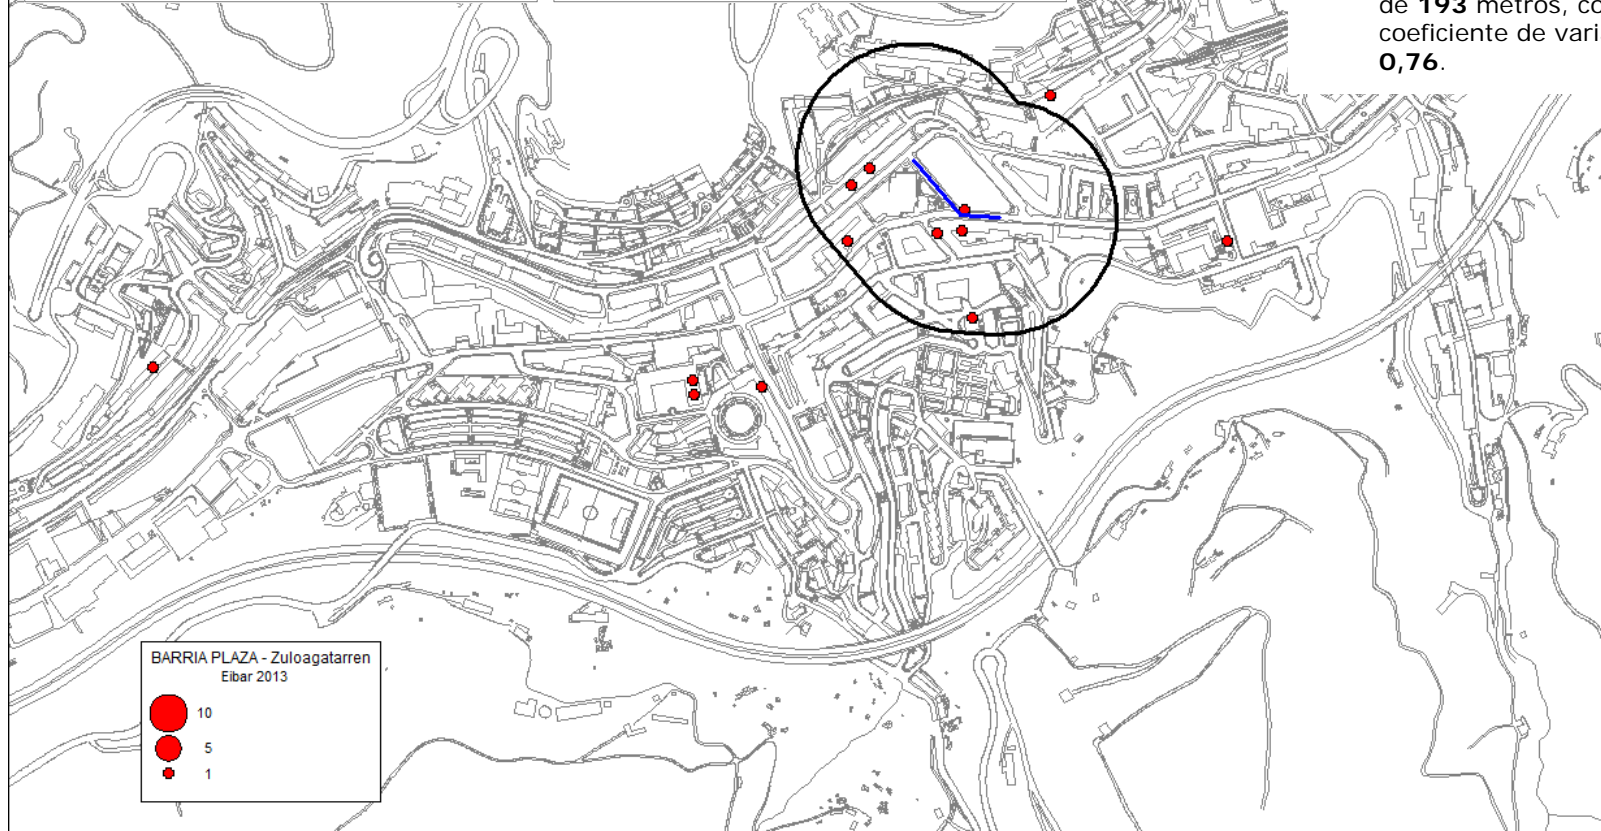 de 193 metros, co
coeficiente de vari
0,76.
BARRIA PLAZA - Zuloagatarren
Eibar 2013
10
5
1